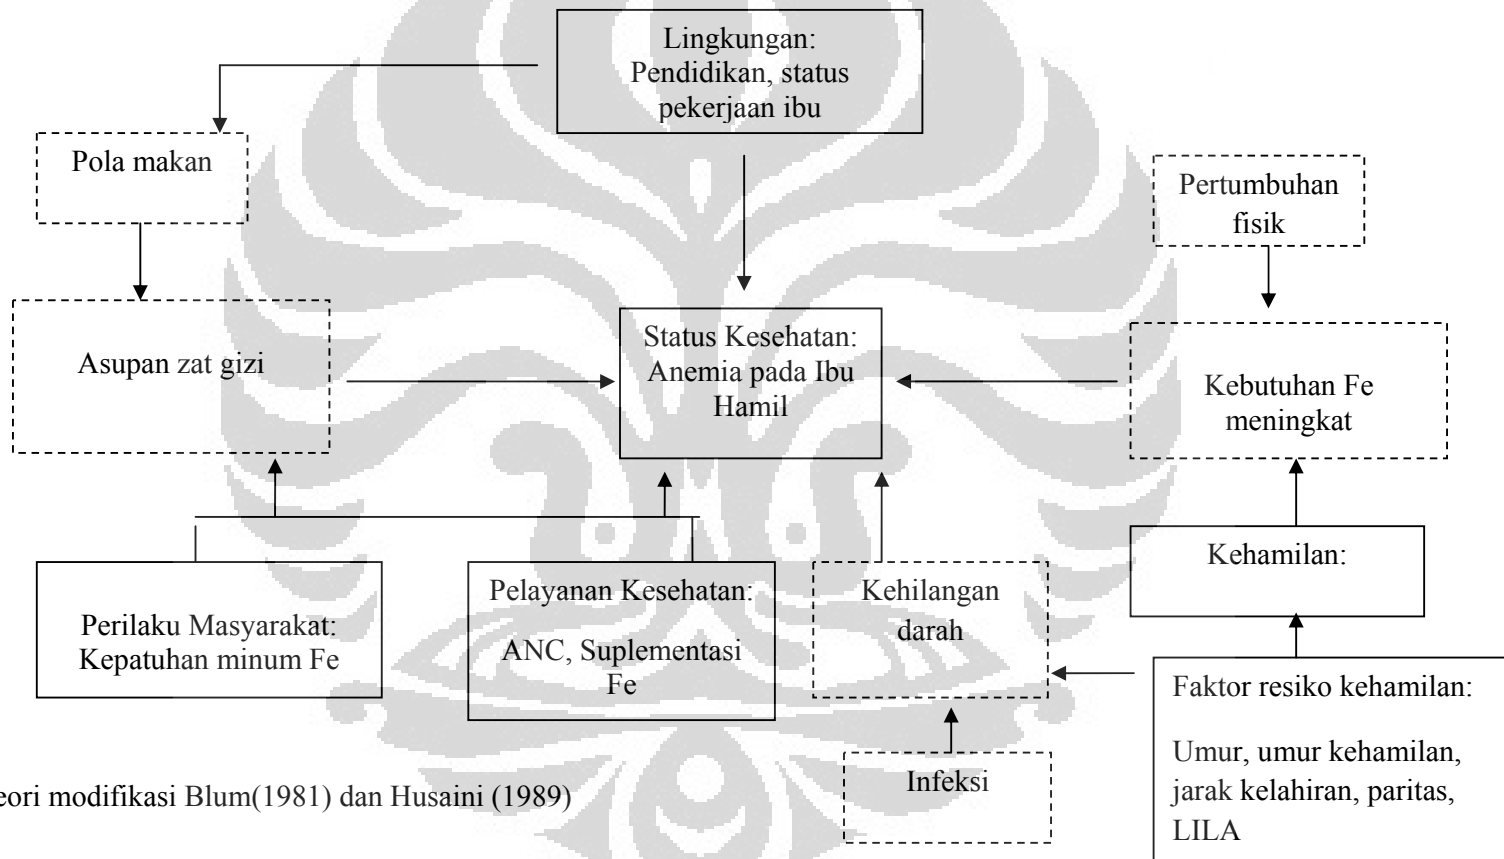 Lingkungan:
Pendidikan, status
pekerjaan ibu
Pola makan
Pertumbuhan
fisik
Asupan zat gizi
Status Kesehatan:
Anemia pada Ibu
Hamil
Kebutuhan Fe
meningkat
Perilaku Masyarakat:
Kepatuhan minum Fe
Pelayanan Kesehatan:
ANC, Suplementasi
Fe
Kehilangan
darah
Kehamilan:
Infeksi
Faktor resiko kehamilan:
Umur, umur kehamilan,
jarak kelahiran, paritas,
LILA
eori modifikasi Blum(1981) dan Husaini (1989)